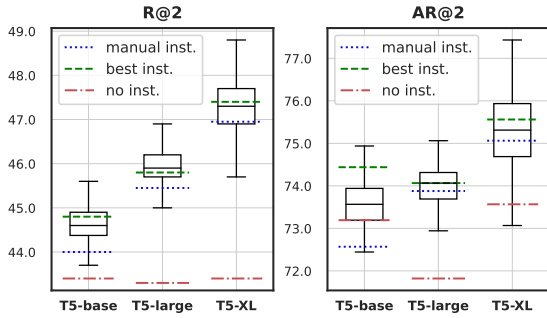 R@2
49.0
48.0
47.0
46.0
45.0
44.0
manual inst.
best inst.
no inst.
T5-base T5-large T5-XL
AR@2
77.0
76.0
75.0
74.0
73.0
72.0
manual inst.
best inst.
no inst.
T5-base T5-large T5-XL